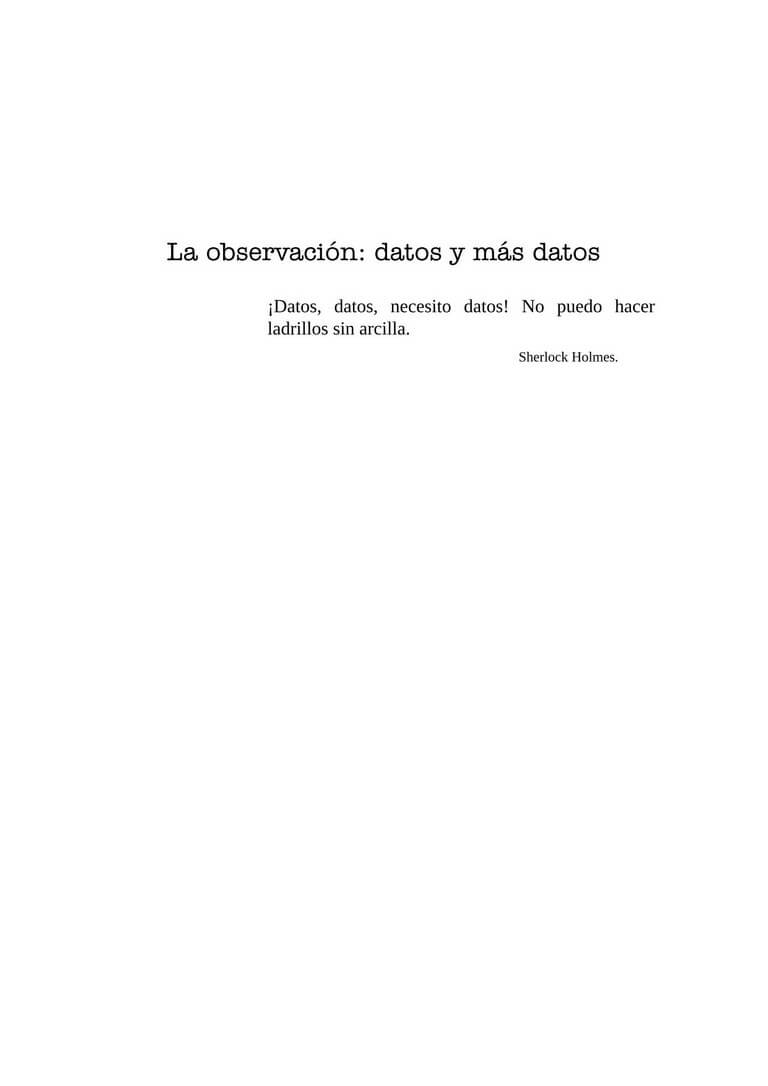 La observación: datos y más datos
¡Datos, datos, necesito datos! No puedo hacer
ladrillos sin arcilla.
Sherlock Holmes.